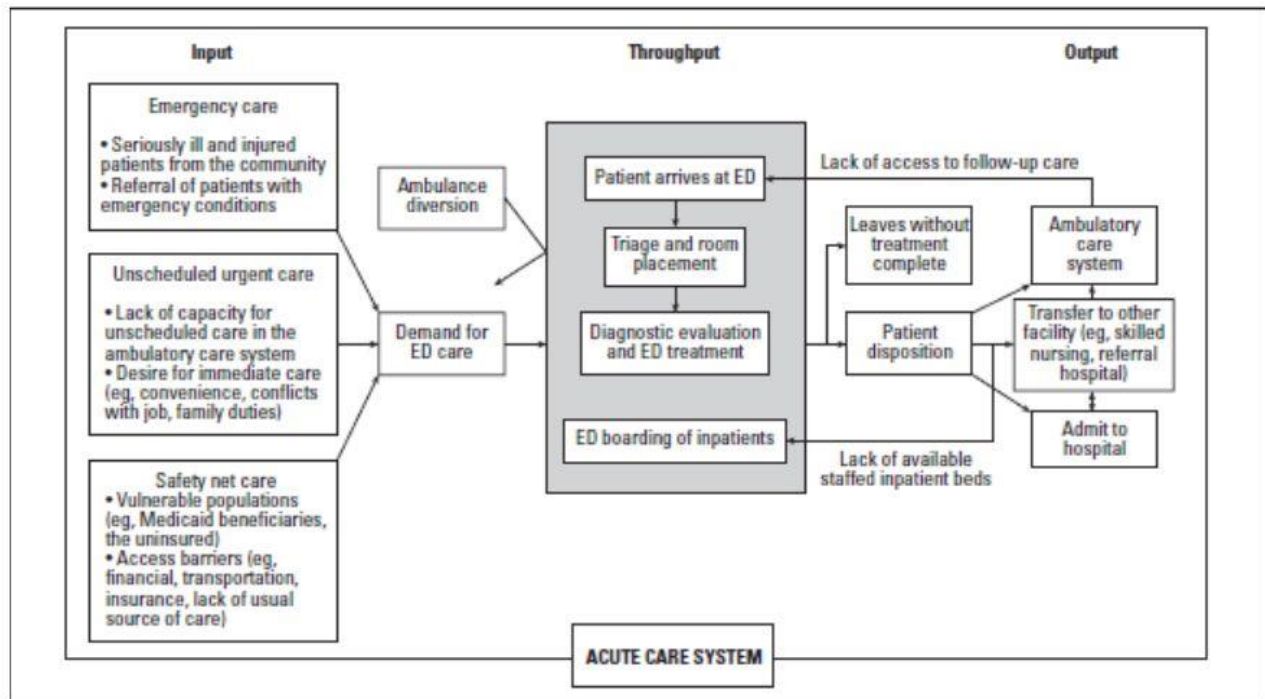 Input
Throughput
Output
Emergency care
• Seriously ill and injured
patients from the community
• Referral of patients with
emergency conditions
Unscheduled urgent care
• Lack of capacity for
unscheduled care in the
ambulatory care system
• Desire for immediate care
(eg, convenience, conflicts
with job, family duties)
Safety net care
• Vulnerable populations
(eg, Medicaid beneficiaries,
the uninsured)
• Access barriers (eg,
financial, transportation,
insurance, lack of usual
source of care)
Ambulance
diversion
Demand for
ED care
Patient arrives at ED
Triage and room
placement
Diagnostic evaluation
and ED treatment
ED boarding of inpatients
Lack of access to follow-up care
Leaves without
treatment
complete
Patient
disposition
Lack of available
staffed inpatient beds
Ambulatory
care
system
Transfer to other
facility (eg, skilled
nursing, referral
hospital)
Admit to
hospital
ACUTE CARE SYSTEM